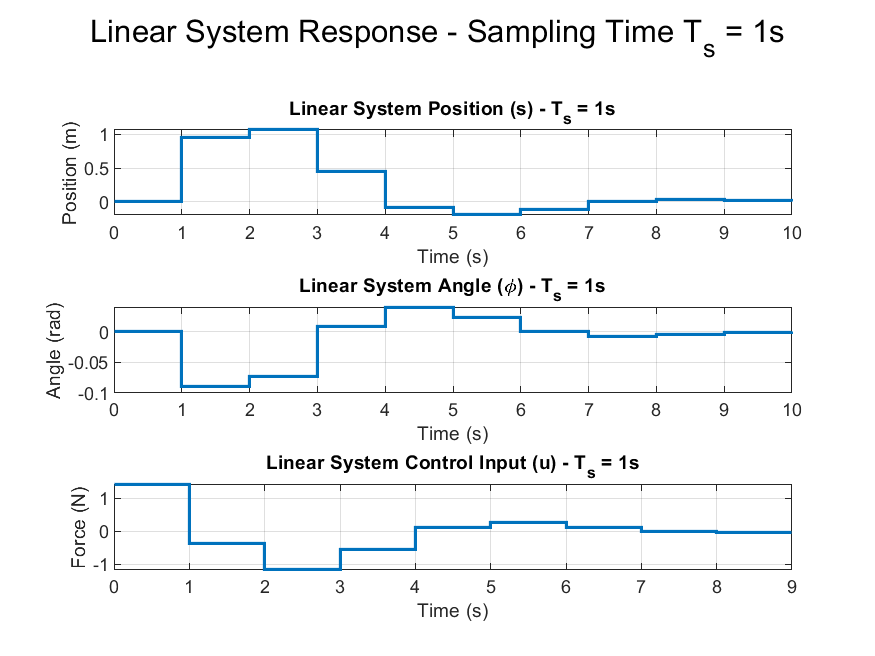 Linear System Response - Sampling Time Ts = 1s
Linear System Position (s) - Ts = 1s
Position (m)
1
0.5
0
0 1 2 3 4 5 6 7 8 9 10
Time (s)
Linear System Angle (ϕ) - Ts = 1s
Angle (rad)
0
-0.05
-0.1
0 1 2 3 4 5 6 7 8 9 10
Time (s)
Linear System Control Input (u) - Ts = 1s
Force (N)
1
0
-1
0 1 2 3 4 5 6 7 8 9
Time (s)